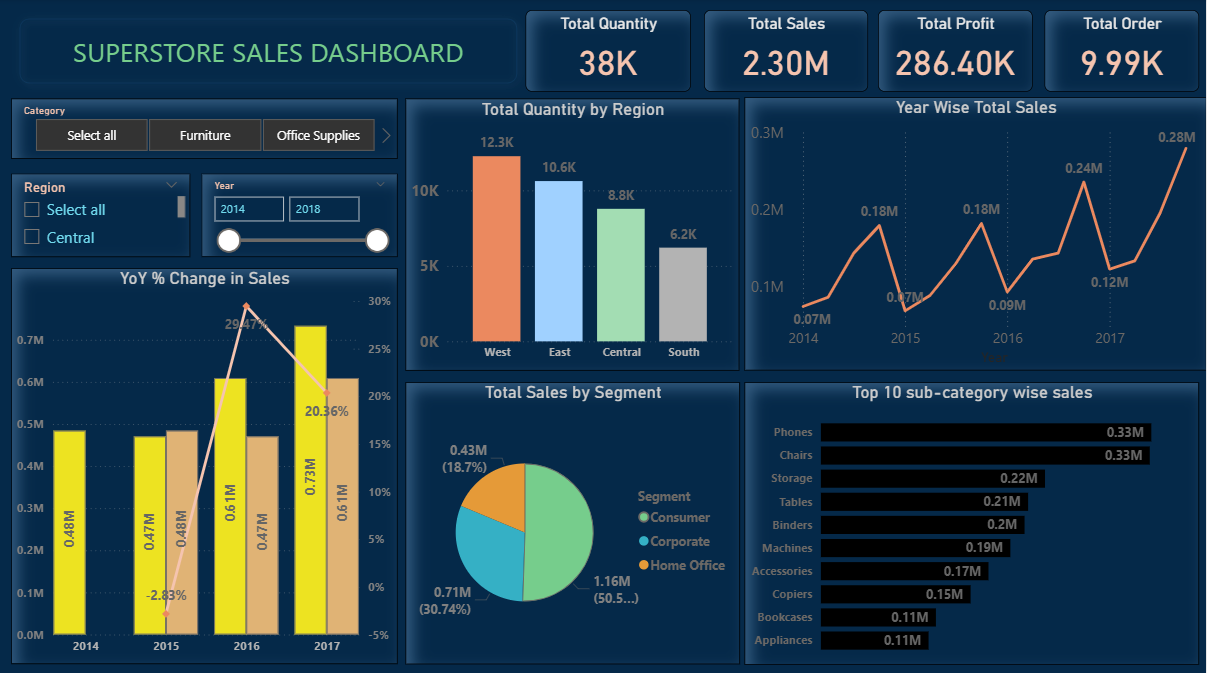 SUPERSTORE SALES DASHBOARD
Total Quantity
38K
Total Sales
2.30M
Total Profit
286.40K
Total Order
9.99K
Category
Select all
Furniture
Office Supplies
Region
Select all
Central
Year
2014
2018
Total Quantity by Region
10K
5K
0K
12.3K
10.6K
8.8K
6.2K
West
East
Central
South
Year Wise Total Sales
0.3M
0.2M
0.1M
0.07M
0.18M
0.07M
0.18M
0.09M
0.24M
0.12M
0.28M
2014
2015
2016
2017
YoY % Change in Sales
0.7M
0.6M
0.5M
0.4M
0.3M
0.2M
0.1M
0.0M
30%
25%
20%
15%
10%
5%
0%
-5%
29.47%
20.36%
-2.83%
0.48M
0.47M
0.48M
0.61M
0.47M
0.73M
0.61M
2014
2015
2016
2017
Total Sales by Segment
0.43M
(18.7%)
0.71M
(30.74%)
1.16M
(50.5...)
Segment
Consumer
Corporate
Home Office
Top 10 sub-category wise sales
Phones 0.33M
Chairs 0.33M
Storage 0.22M
Tables 0.21M
Binders 0.2M
Machines 0.19M
Accessories 0.17M
Copiers 0.15M
Bookcases 0.11M
Appliances 0.11M